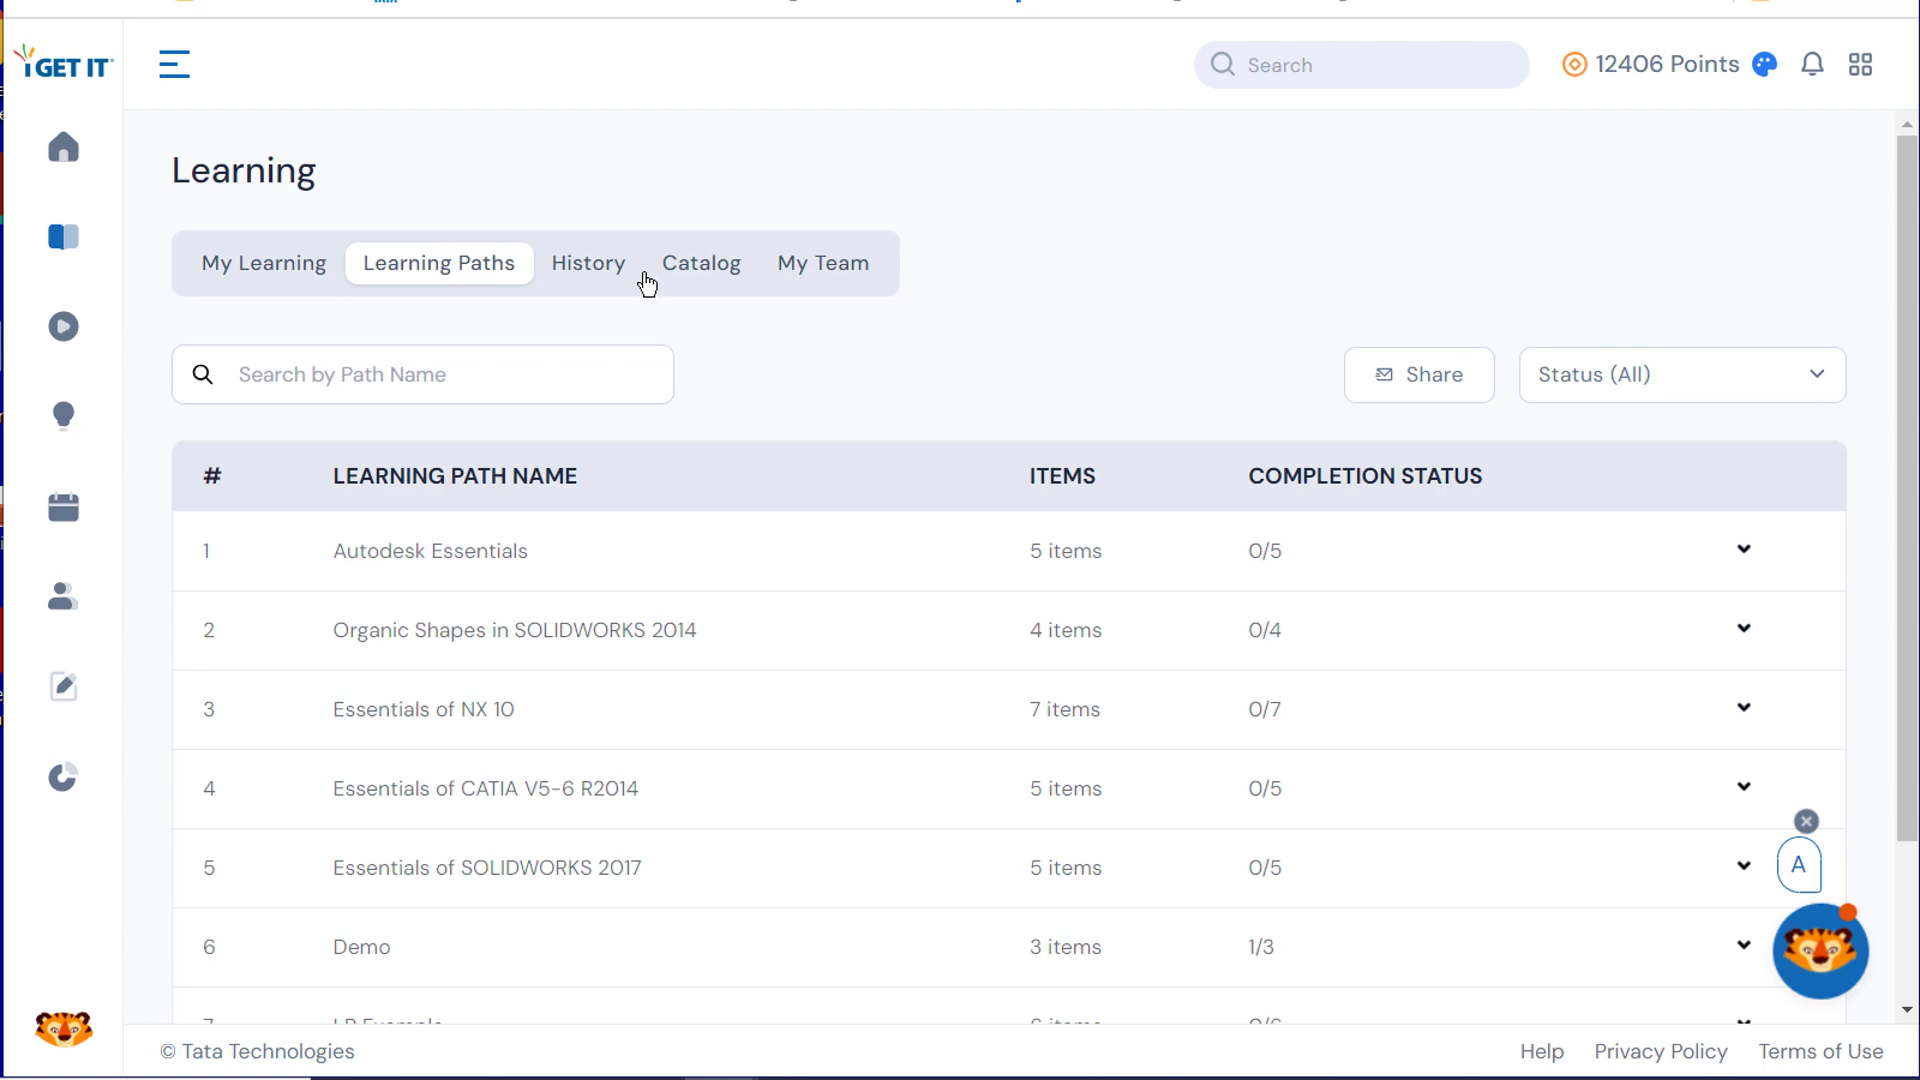 i GET IT
Search
12406 Points
Learning
My Learning
Learning Paths
History
Catalog
My Team
Search by Path Name
Share
Status (All)
# LEARNING PATH NAME ITEMS COMPLETION STATUS
1 Autodesk Essentials 5 items 0/5
2 Organic Shapes in SOLIDWORKS 2014 4 items 0/4
3 Essentials of NX 10 7 items 0/7
4 Essentials of CATIA V5-6 R2014 5 items 0/5
5 Essentials of SOLIDWORKS 2017 5 items 0/5
A
6 Demo 3 items 1/3
© Tata Technologies
Help
Privacy Policy
Terms of Use